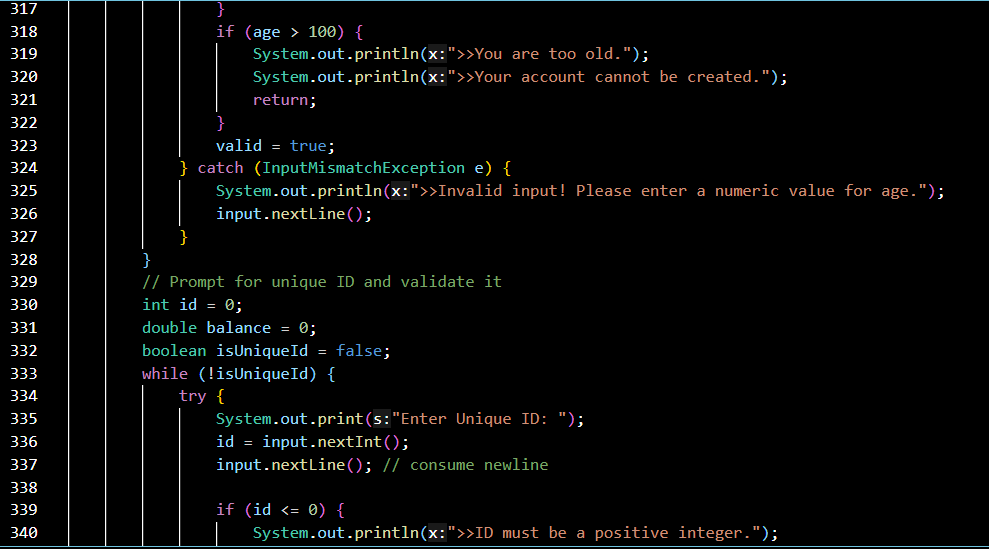 317                     }
318                     if (age > 100) {
319                         System.out.println(x:">>You are too old.");
320                         System.out.println(x:">>Your account cannot be created.");
321                         return;
322                     }
323                     valid = true;
324                 } catch (InputMismatchException e) {
325                     System.out.println(x:">>Invalid input! Please enter a numeric value for age.");
326                     input.nextLine();
327                 }
328             }
329             // Prompt for unique ID and validate it
330             int id = 0;
331             double balance = 0;
332             boolean isUniqueId = false;
333             while (!isUniqueId) {
334                 try {
335                     System.out.print(s:"Enter Unique ID: ");
336                     id = input.nextInt();
337                     input.nextLine(); // consume newline
338
339                     if (id <= 0) {
340                         System.out.println(x:">>ID must be a positive integer.");